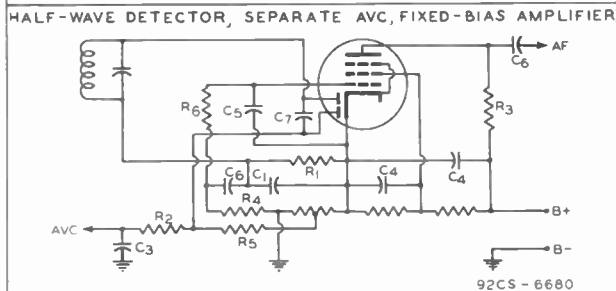 HALF-WAVE DETECTOR, SEPARATE AVC, FIXED-BIAS AMPLIFIER
C6
AF
R6
C5
C7
R3
R1
C4
C6
C1
C4
R4
B+
AVC
R2
R5
C3
B-
92CS-6680